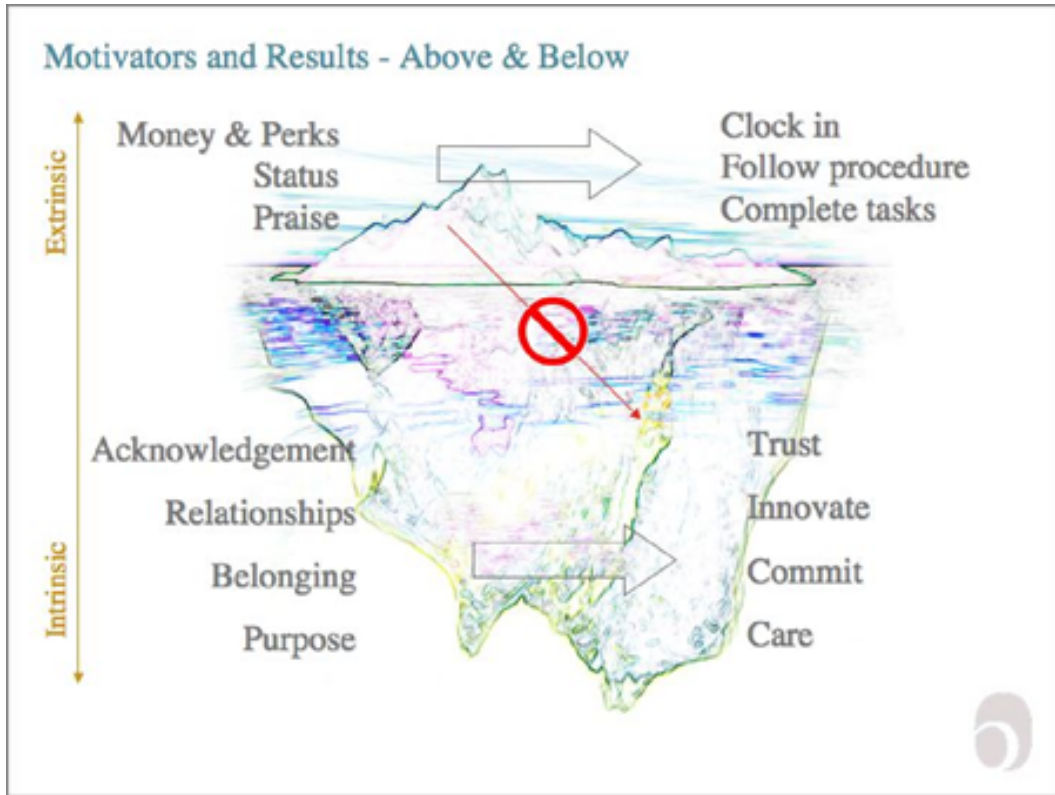 Motivators and Results - Above & Below
Extrinsic
Money & Perks
Status
Praise
Clock in
Follow procedure
Complete tasks
Intrinsic
Acknowledgement
Relationships
Belonging
Purpose
Trust
Innovate
Commit
Care